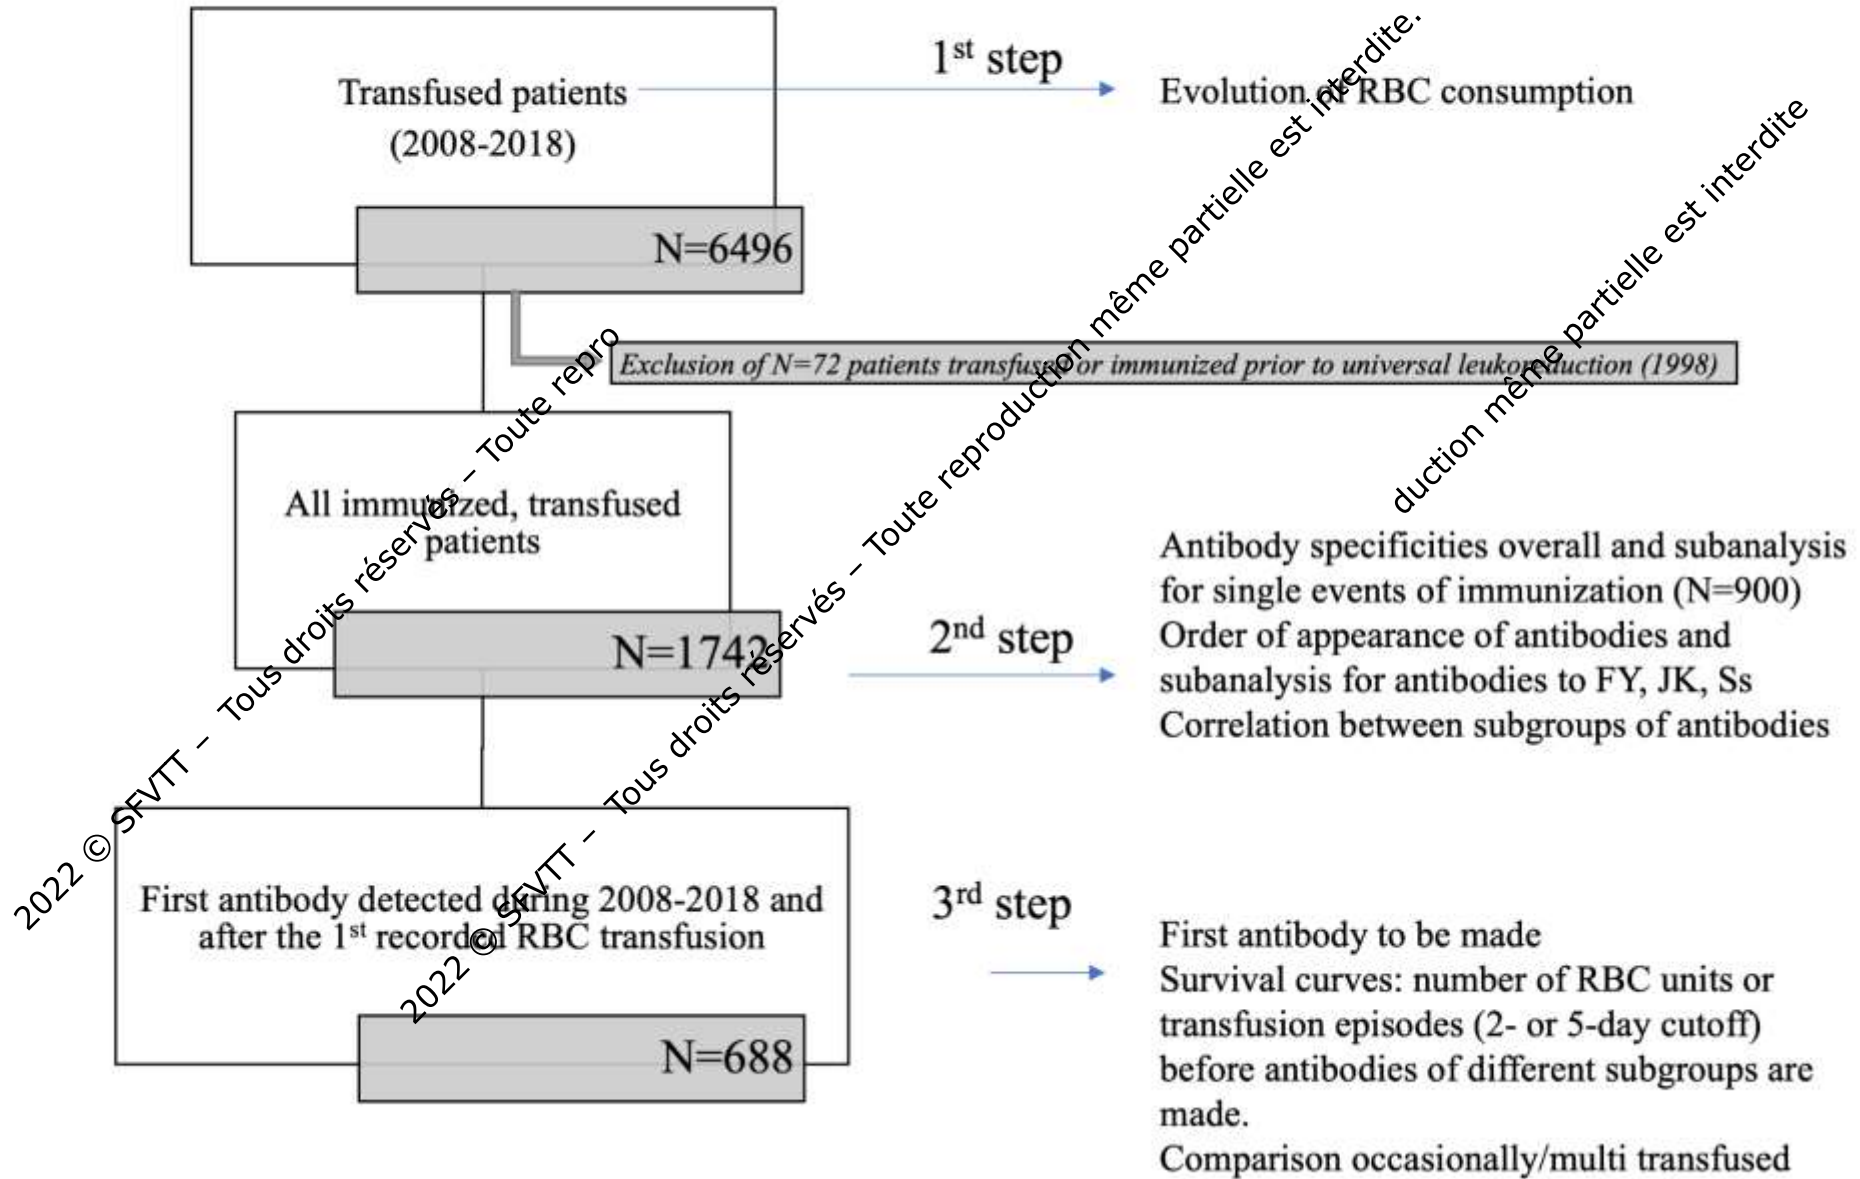 1st step
Transfused patients
(2008-2018)
Evolution of RBC consumption
N=6496
Exclusion of N=72 patients transfused or immunized prior to universal leukoreduction (1998)
All immunized, transfused
patients
N=1742
2nd step
Antibody specificities overall and subanalysis
for single events of immunization (N=900)
Order of appearance of antibodies and
subanalysis for antibodies to FY, JK, Ss
Correlation between subgroups of antibodies
First antibody detected during 2008-2018 and
after the 1st recorded RBC transfusion
N=688
3rd step
First antibody to be made
Survival curves: number of RBC units or
transfusion episodes (2- or 5-day cutoff)
before antibodies of different subgroups are
made.
Comparison occasionally/multi transfused
2022 © SFVTT – Tous droits réservés – Toute repro
duction même partielle est interdite
2022 © SFVTT – Tous droits réservés – Toute reproduction même partielle est interdite.